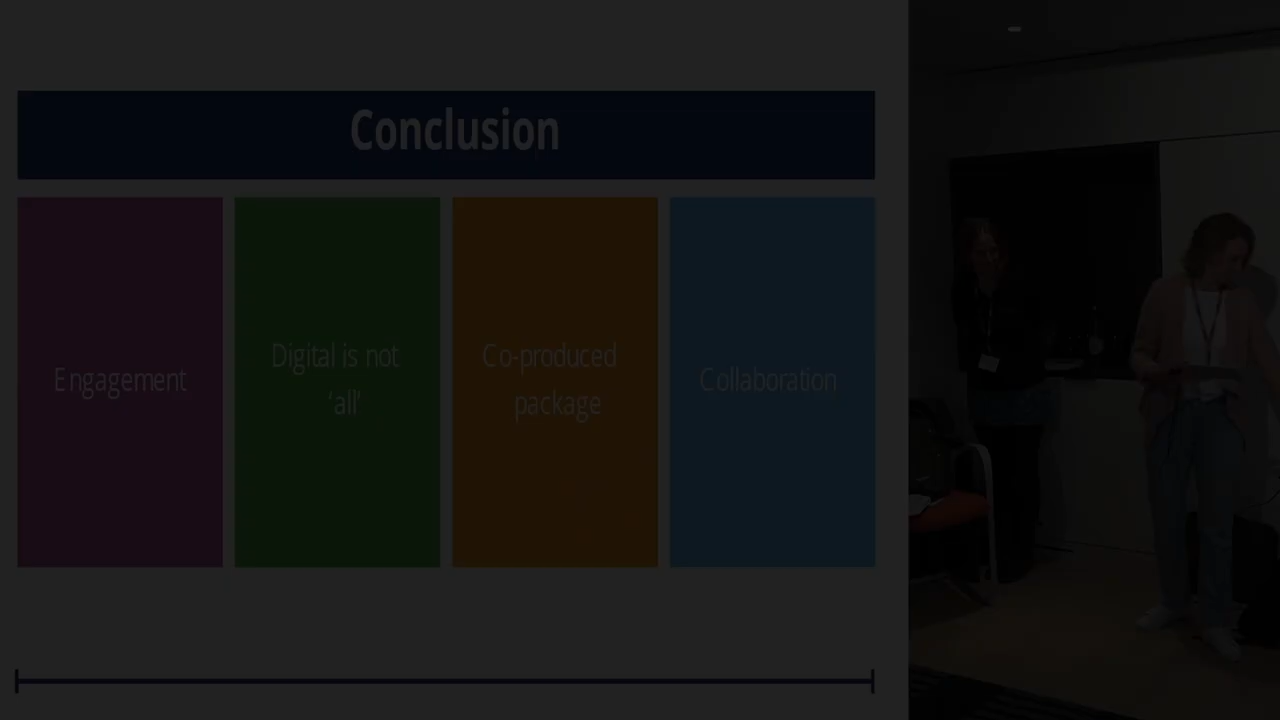 Conclusion
Engagement
Digital is not
‘all’
Co-produced
package
Collaboration